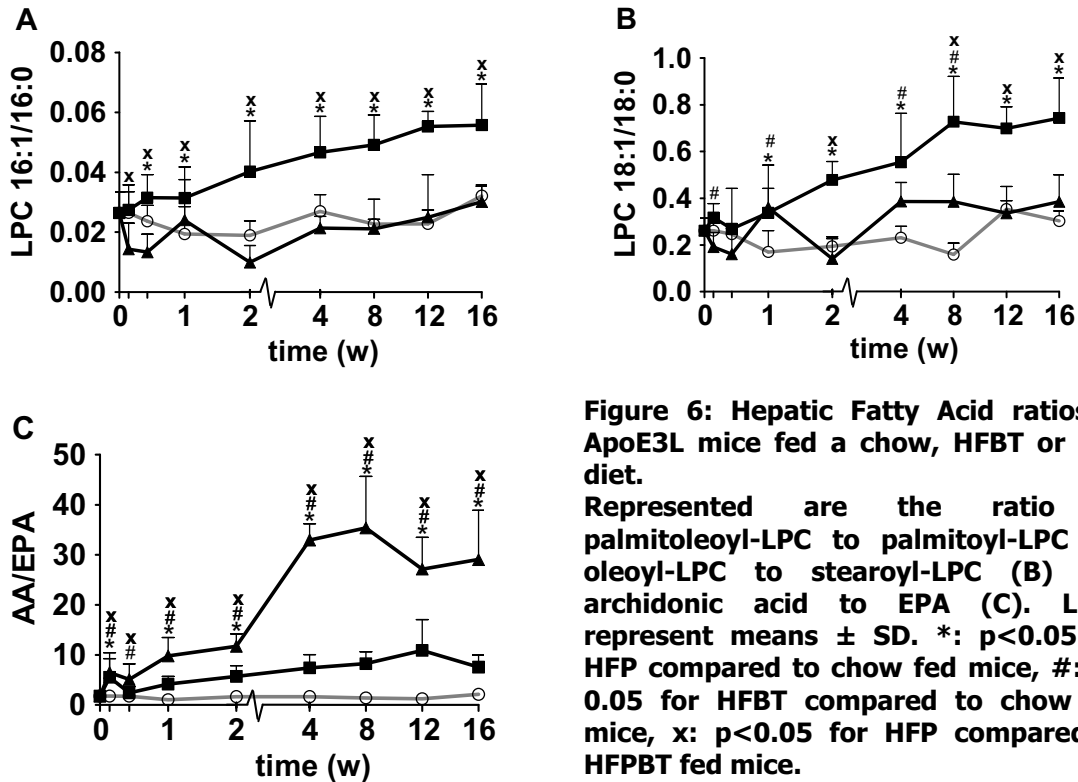 A
0.08
0.06
0.04
0.02
0.00
LPC 16:1/16:0
x
x
*
x
*
x
*
x
*
x
*
x
*
x
*
0 1 2 4 8 12 16
time (w)
B
1.0
0.8
0.6
0.4
0.2
0.0
LPC 18:1/18:0
#
#
*
x
*
#
*
x
#
*
x
*
x
*
0 1 2 4 8 12 16
time (w)
C
50
40
30
20
10
0
AA/EPA
x
#
*
x
#
x
#
*
x
#
*
x
#
*
x
#
*
x
#
*
x
#
*
0 1 2 4 8 12 16
time (w)
Figure 6: Hepatic Fatty Acid ratios
ApoE3L mice fed a chow, HFBT or
diet.
Represented are the ratio
palmitoleoyl-LPC to palmitoyl-LPC
oleoyl-LPC to stearoyl-LPC (B)
archidonic acid to EPA (C). L
represent means ± SD. *: p<0.05
HFP compared to chow fed mice, #:
0.05 for HFBT compared to chow
mice, x: p<0.05 for HFP compared
HFPBT fed mice.